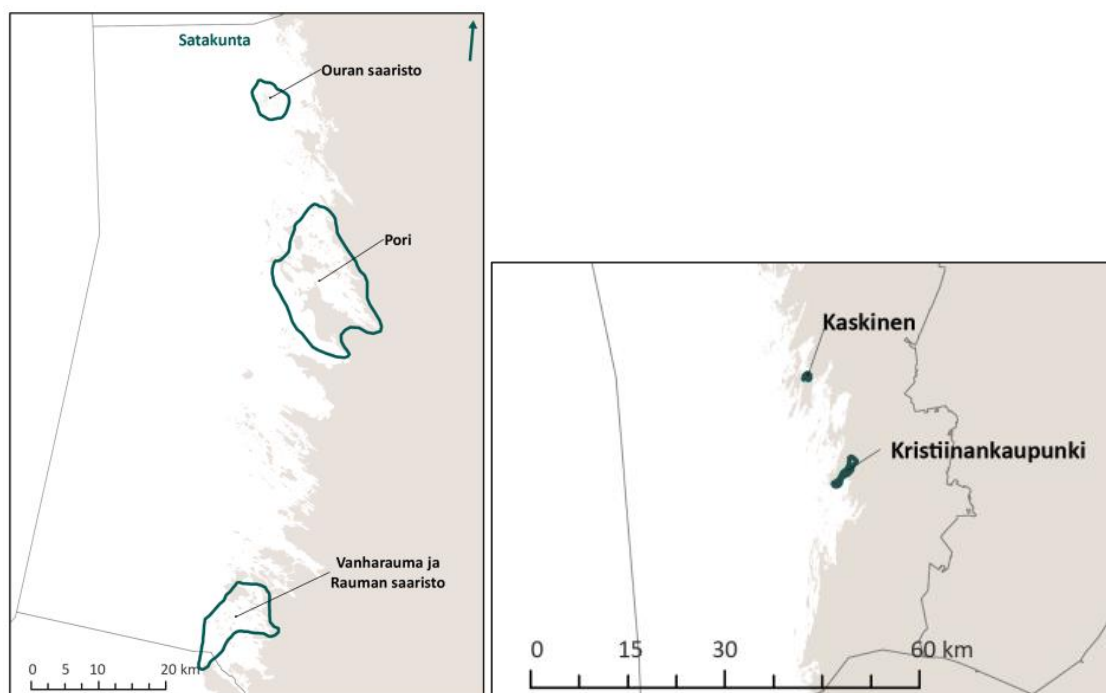 Satakunta
Ouran saaristo
Pori
Vanharauma ja
Rauman saaristo
0 5 10 20 km
Kaskinen
Kristiinankaupunki
0 15 30 60 km